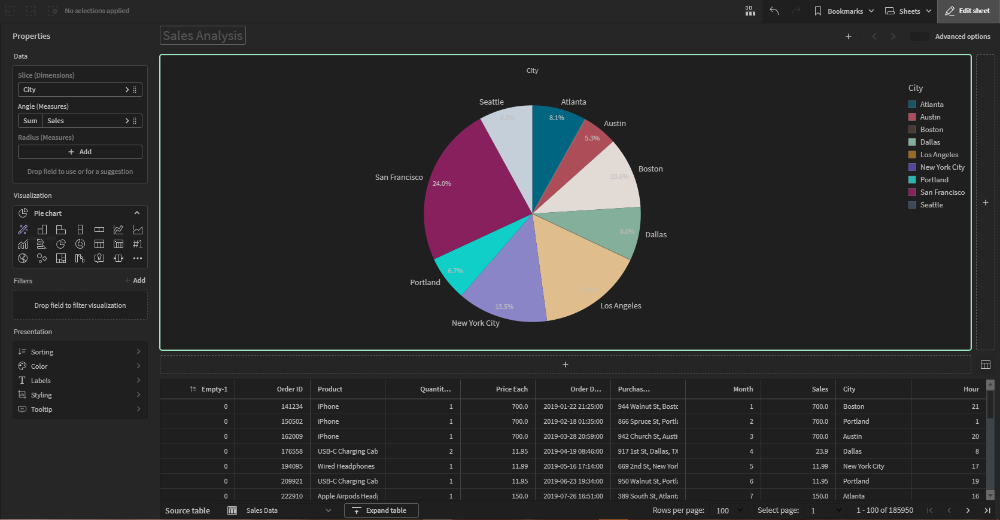 No selections applied
Bookmarks
Sheets
Edit sheet
Properties
Sales Analysis
Advanced options
Data
Slice (Dimensions)
City
Angle (Measures)
Sum Sales
Radius (Measures)
+ Add
Drop field to use or for a suggestion
Visualization
Pie chart
#1
Filters
+ Add
Drop field to filter visualization
Presentation
Sorting
Color
Labels
Styling
Tooltip
City
Seattle
Atlanta
8.0%
8.1%
Austin
5.3%
Boston
10.6%
San Francisco
24.0%
Dallas
8.0%
Portland
6.7%
Los Angeles
13.5%
New York City
City
Atlanta
Austin
Boston
Dallas
Los Angeles
New York City
Portland
San Francisco
Seattle
Empty-1 Order ID Product Quantit... Price Each Order D... Purchas... Month Sales City Hour
0 141234 iPhone 1 700.0 2019-01-22 21:25:00 944 Walnut St, Bostc 1 700.0 Boston 21
0 150502 iPhone 1 700.0 2019-02-18 01:35:00 866 Spruce St, Portla 2 700.0 Portland 1
0 162009 iPhone 1 700.0 2019-03-28 20:59:00 942 Church St, Austi 3 700.0 Austin 20
0 176558 USB-C Charging Cab 2 11.95 2019-04-19 08:46:00 917 1st St, Dallas, TX 4 23.9 Dallas 8
0 194095 Wired Headphones 1 11.99 2019-05-16 17:14:00 669 2nd St, New Yorl 5 11.99 New York City 17
0 209921 USB-C Charging Cab 1 11.95 2019-06-23 19:34:00 950 Walnut St, Portla 6 11.95 Portland 19
0 222910 Apple Airpods Head 1 150.0 2019-07-26 16:51:00 389 South St, Atlanta 7 150.0 Atlanta 16
Source table
Sales Data
Expand table
Rows per page: 100
Select page: 1
1 - 100 of 185950